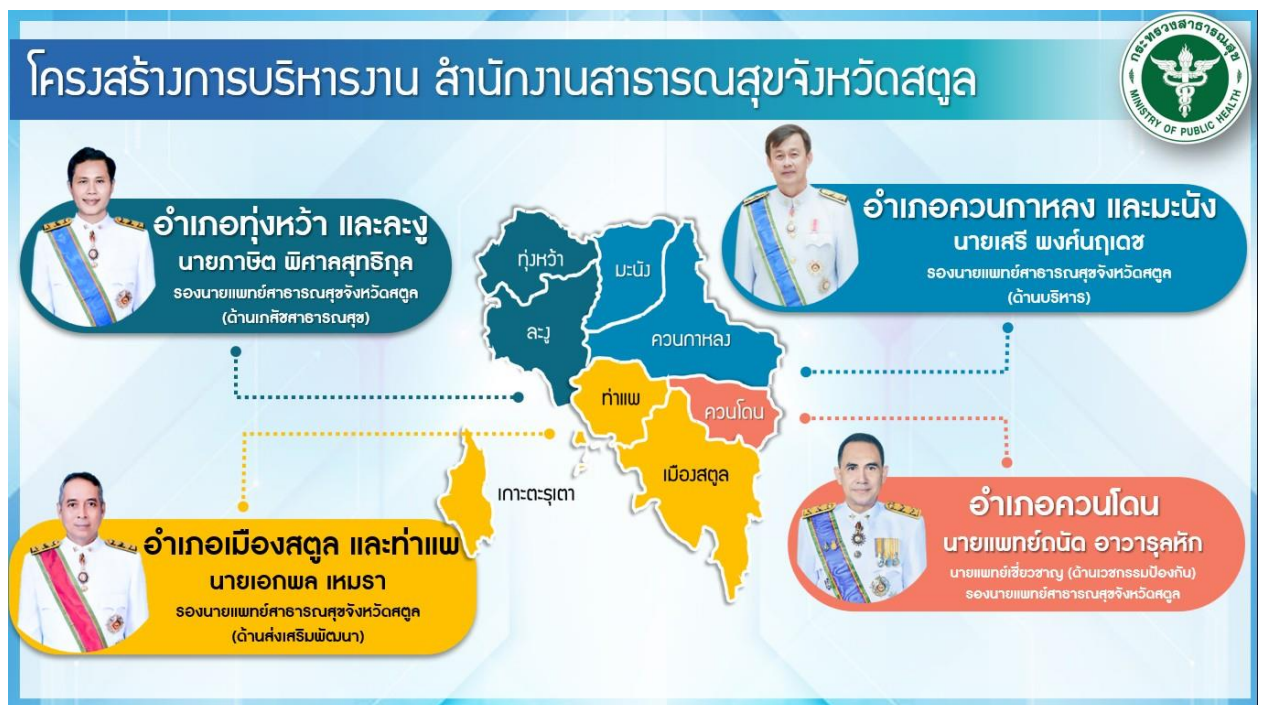 โครงสร้างการบริหารงาน สำนักงานสาธารณสุขจังหวัดสตูล
กระทรวงสาธารณสุข
MINISTRY OF PUBLIC HEALTH
อำเภอทุ่งหว้า และละงู
นายภาษิต พิศาลสุทธิกุล
รองนายแพทย์สาธารณสุขจังหวัดสตูล
(ด้านเภสัชสาธารณสุข)
อำเภอควนกาหลง และมะนัง
นายเสรี พงศ์นฤเดช
รองนายแพทย์สาธารณสุขจังหวัดสตูล
(ด้านบริหาร)
ทุ่งหว้า
มะนัง
ละงู
ควนกาหลง
ท่าแพ
ควนโดน
เมืองสตูล
เกาะตะรุเตา
อำเภอเมืองสตูล และท่าแพ
นายเอกพล เหมรา
รองนายแพทย์สาธารณสุขจังหวัดสตูล
(ด้านส่งเสริมพัฒนา)
อำเภอควนโดน
นายแพทย์ถนัด อาวารุลหัก
นายแพทย์เชี่ยวชาญ (ด้านเวชกรรมป้องกัน)
รองนายแพทย์สาธารณสุขจังหวัดสตูล